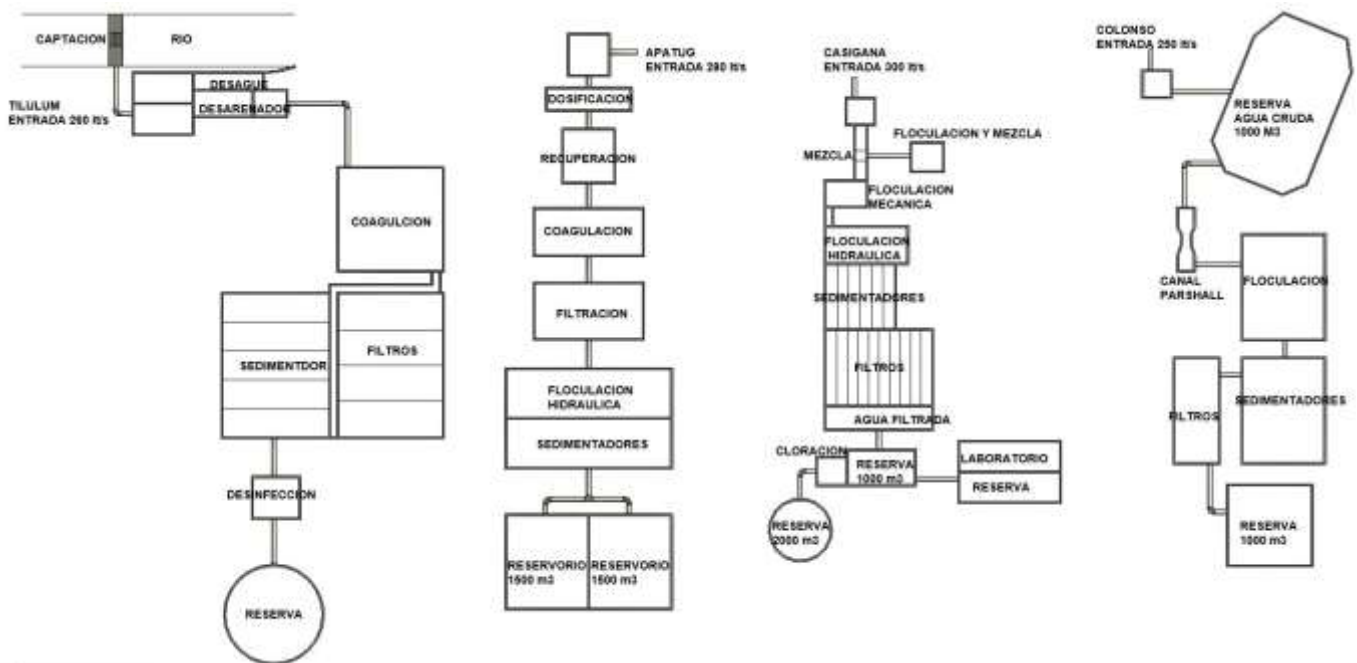 CAPTACION
RIO
DESAGUE
DESARENADOR
TILULUM
ENTRADA 260 lt/s
COAGULCION
SEDIMENTDOR
FILTROS
DESINFECCION
RESERVA
APATUG
ENTRADA 280 lt/s
DOSIFICACION
RECUPERACION
COAGULACION
FILTRACION
FLOCULACION
HIDRAULICA
SEDIMENTADORES
RESERVORIO
1500 m3
RESERVORIO
1500 m3
CASIGANA
ENTRADA 300 lt/s
FLOCULACION Y MEZCLA
MEZCLA
FLOCULACION
MECANICA
FLOCULACION
HIDRAULICA
SEDIMENTADORES
FILTROS
AGUA FILTRADA
CLORACION
RESERVA
1000 m3
LABORATORIO
RESERVA
RESERVA
2000 m3
COLONSO
ENTRADA 250 lt/s
RESERVA
AGUA CRUDA
1000 M3
CANAL
PARSHALL
FLOCULACION
FILTROS
SEDIMENTADORES
RESERVA
1000 m3